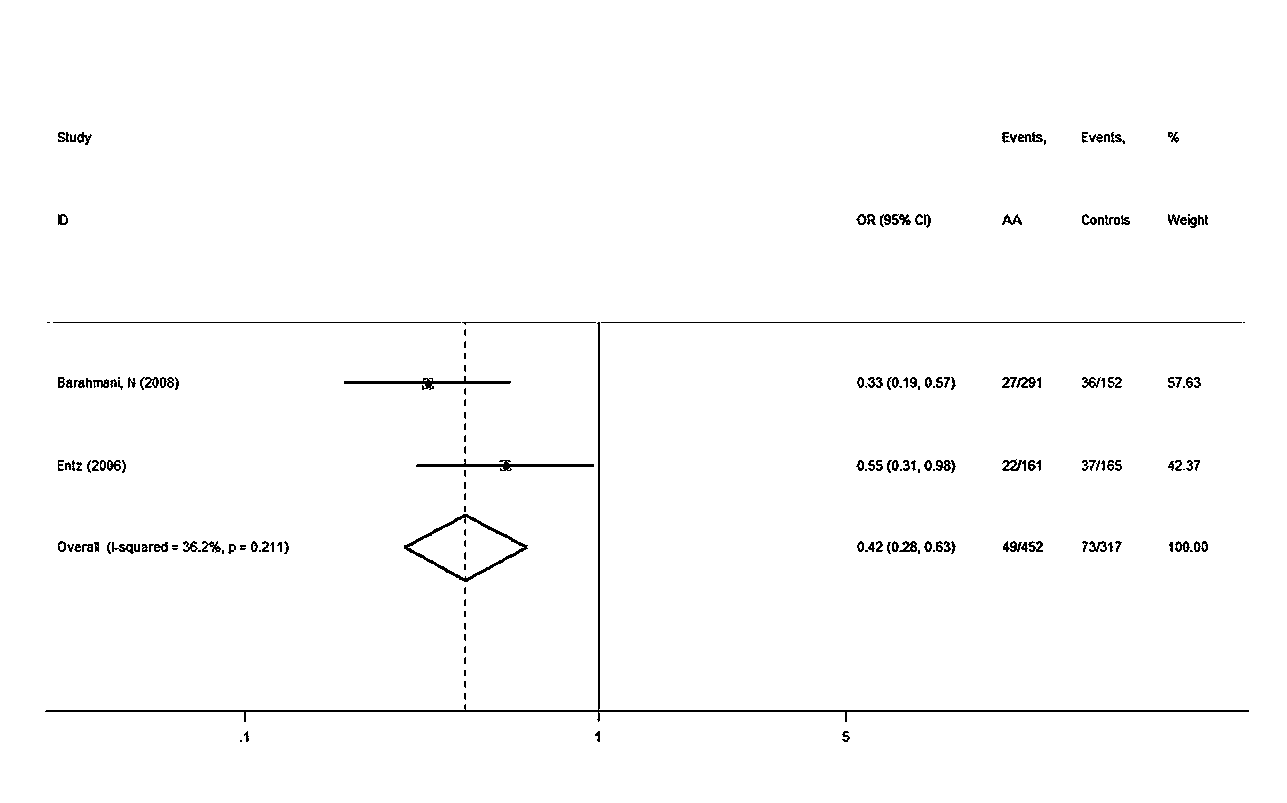 Study Events, Events, %
ID OR (95% CI) AA Controls Weight
Barahmani, N (2008) 0.33 (0.19, 0.57) 27/291 36/152 57.63
Entz (2006) 0.55 (0.31, 0.98) 22/161 37/165 42.37
Overall (I-squared = 36.2%, p = 0.211) 0.42 (0.28, 0.63) 49/452 73/317 100.00
.1 1 5